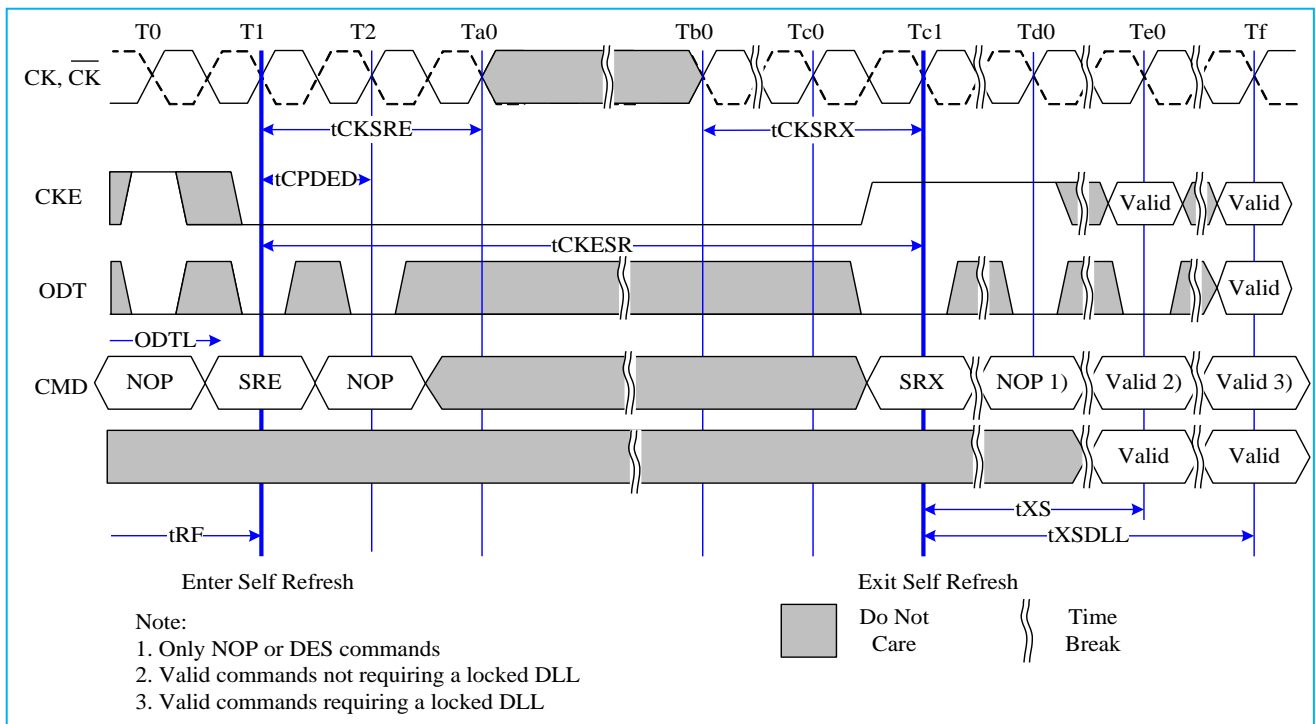 T0 T1 T2 Ta0 Tb0 Tc0 Tc1 Td0 Te0 Tf
CK, CK
tCKSRE tCKSRX
tCPDED
CKE Valid Valid
tCKESR
ODT Valid
ODTL
CMD NOP SRE NOP SRX NOP 1) Valid 2) Valid 3)
Valid Valid
tXS
tRF tXSDLL
Enter Self Refresh Exit Self Refresh
Do Not Care
Time Break
Note:
1. Only NOP or DES commands
2. Valid commands not requiring a locked DLL
3. Valid commands requiring a locked DLL